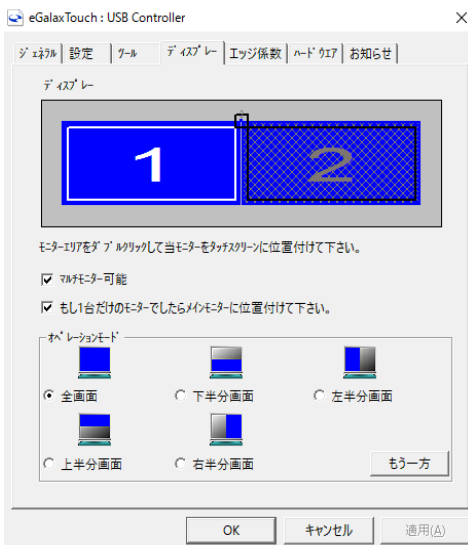 eGalaxTouch : USB Controller
ｼﾞｪﾈﾗﾙ 設定 ﾂｰﾙ ﾃﾞｨｽﾌﾟﾚｰ エッジ係数 ﾊｰﾄﾞｳｴｱ お知らせ
ﾃﾞｨｽﾌﾟﾚｰ
1 2
ﾓﾆﾀｰｴﾘｱをﾀﾞﾌﾞﾙｸﾘｯｸして当ﾓﾆﾀｰをﾀｯﾁｽｸﾘｰﾝに位置付けて下さい。
ﾏﾙﾁﾓﾆﾀｰ可能
もし1台だけのﾓﾆﾀｰでしたらﾒｲﾝﾓﾆﾀｰに位置付けて下さい。
ｵﾍﾟﾚｰｼｮﾝﾓｰﾄﾞ
全画面 下半分画面 左半分画面
上半分画面 右半分画面 もう一方
OK キャンセル 適用(A)